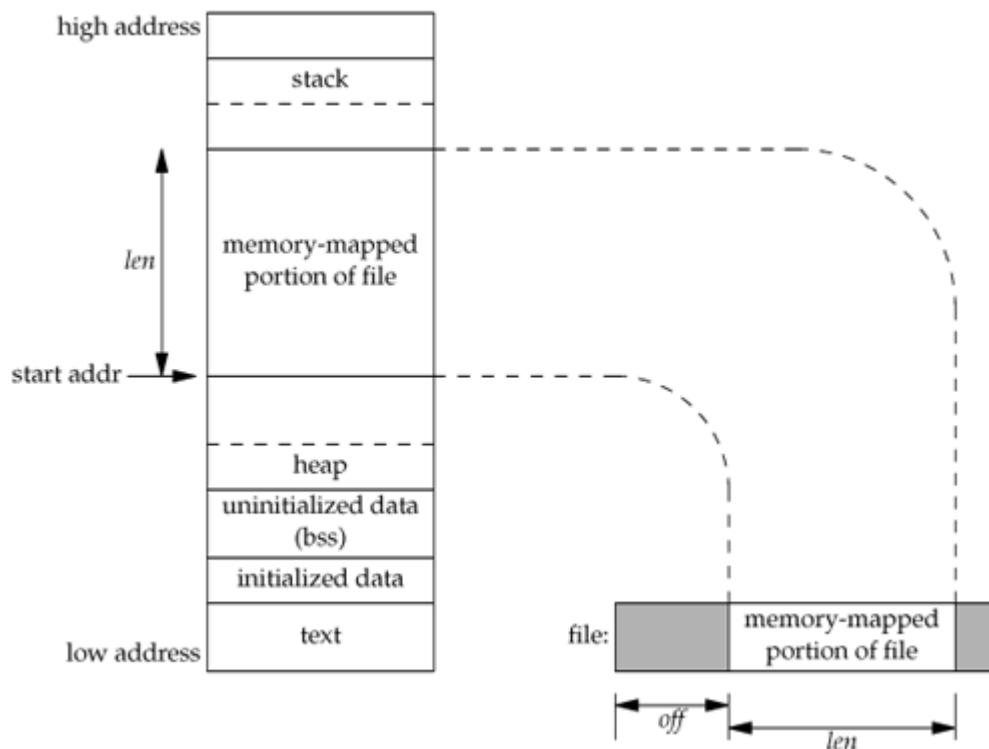 high address
stack
memory-mapped
portion of file
len
start addr
heap
uninitialized data
(bss)
initialized data
text
low address
file:
memory-mapped
portion of file
off
len